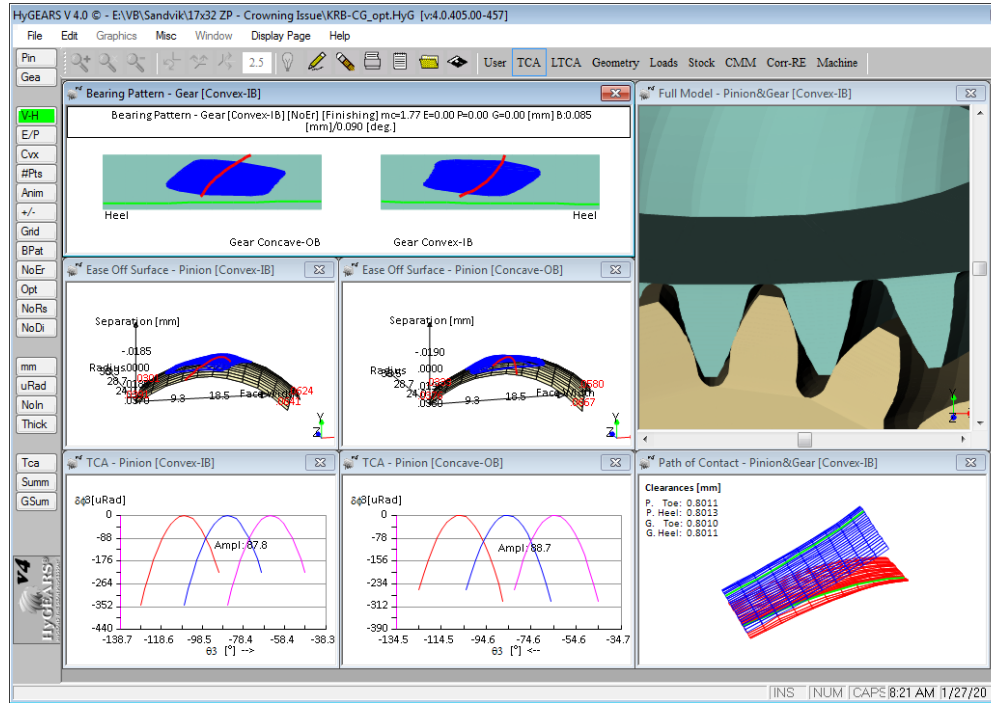 HyGEARS V 4.0 © - E:\VB\Sandvik\17x32 ZP - Crowning Issue\KRB-CG_opt.HyG [v:4.0.405.00-457]
File Edit Graphics Misc Window Display Page Help
Pin
Gea
2.5
User TCA LTCA Geometry Loads Stock CMM Corr-RE Machine
V-H
E/P
Cvx
#Pts
Anim
+/-
Grid
BPat
NoEr
Opt
NoRs
NoDi
mm
uRad
NoIn
Thick
Tca
Summ
GSum
V4
HyGEARS
Bearing Pattern - Gear [Convex-IB]
Bearing Pattern - Gear [Convex-IB] [NoEr] [Finishing] mc=1.77 E=0.00 P=0.00 G=0.00 [mm] B:0.085
[mm]/0.090 [deg.]
Heel
Heel
Gear Concave-OB
Gear Convex-IB
Full Model - Pinion&Gear [Convex-IB]
Y
Z
Ease Off Surface - Pinion [Convex-IB]
Separation [mm]
-.0185
.0000
28.7
9.3
18.5
Y
Z
Ease Off Surface - Pinion [Concave-OB]
Separation [mm]
-.0190
.0000
28.7
9.3
18.5
Y
Z
TCA - Pinion [Convex-IB]
δϕ3[uRad]
0
-88
-176
-264
-352
-440
Ampl: 87.8
-138.7 -118.6 -98.5 -78.4 -58.4 -38.3
θ3 [°] -->
TCA - Pinion [Concave-OB]
δϕ3[uRad]
0
-78
-156
-234
-312
-390
Ampl: 88.7
-134.5 -114.5 -94.6 -74.6 -54.6 -34.7
θ3 [°] <--
Path of Contact - Pinion&Gear [Convex-IB]
Clearances [mm]
P. Toe: 0.8011
P. Heel: 0.8013
G. Toe: 0.8010
G. Heel: 0.8011
INS NUM CAPS 8:21 AM 1/27/20